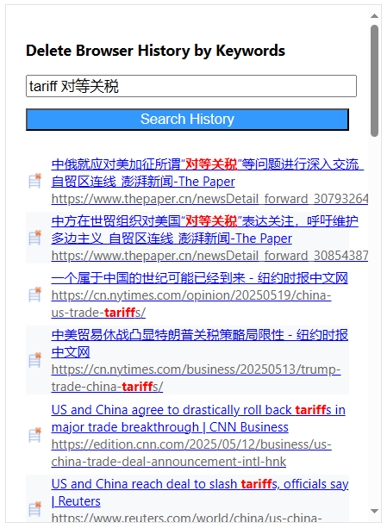 Delete Browser History by Keywords
tariff 对等关税
Search History
中俄就应对美加征所谓“对等关税”等问题进行深入交流_
自贸区连线_澎湃新闻-The Paper
https://www.thepaper.cn/newsDetail_forward_30793264
中方在世贸组织对美国“对等关税”表达关注，呼吁维护
多边主义_自贸区连线_澎湃新闻-The Paper
https://www.thepaper.cn/newsDetail_forward_30854387
一个属于中国的世纪可能已经到来 - 纽约时报中文网
https://cn.nytimes.com/opinion/20250519/china-
us-trade-tariffs/
中美贸易休战凸显特朗普关税策略局限性 - 纽约时报
中文网
https://cn.nytimes.com/business/20250513/trump-
trade-china-tariffs/
US and China agree to drastically roll back tariffs in
major trade breakthrough | CNN Business
https://edition.cnn.com/2025/05/12/business/us-
china-trade-deal-announcement-intl-hnk
US and China reach deal to slash tariffs, officials say
| Reuters
https://www.reuters.com/world/china/us-china-